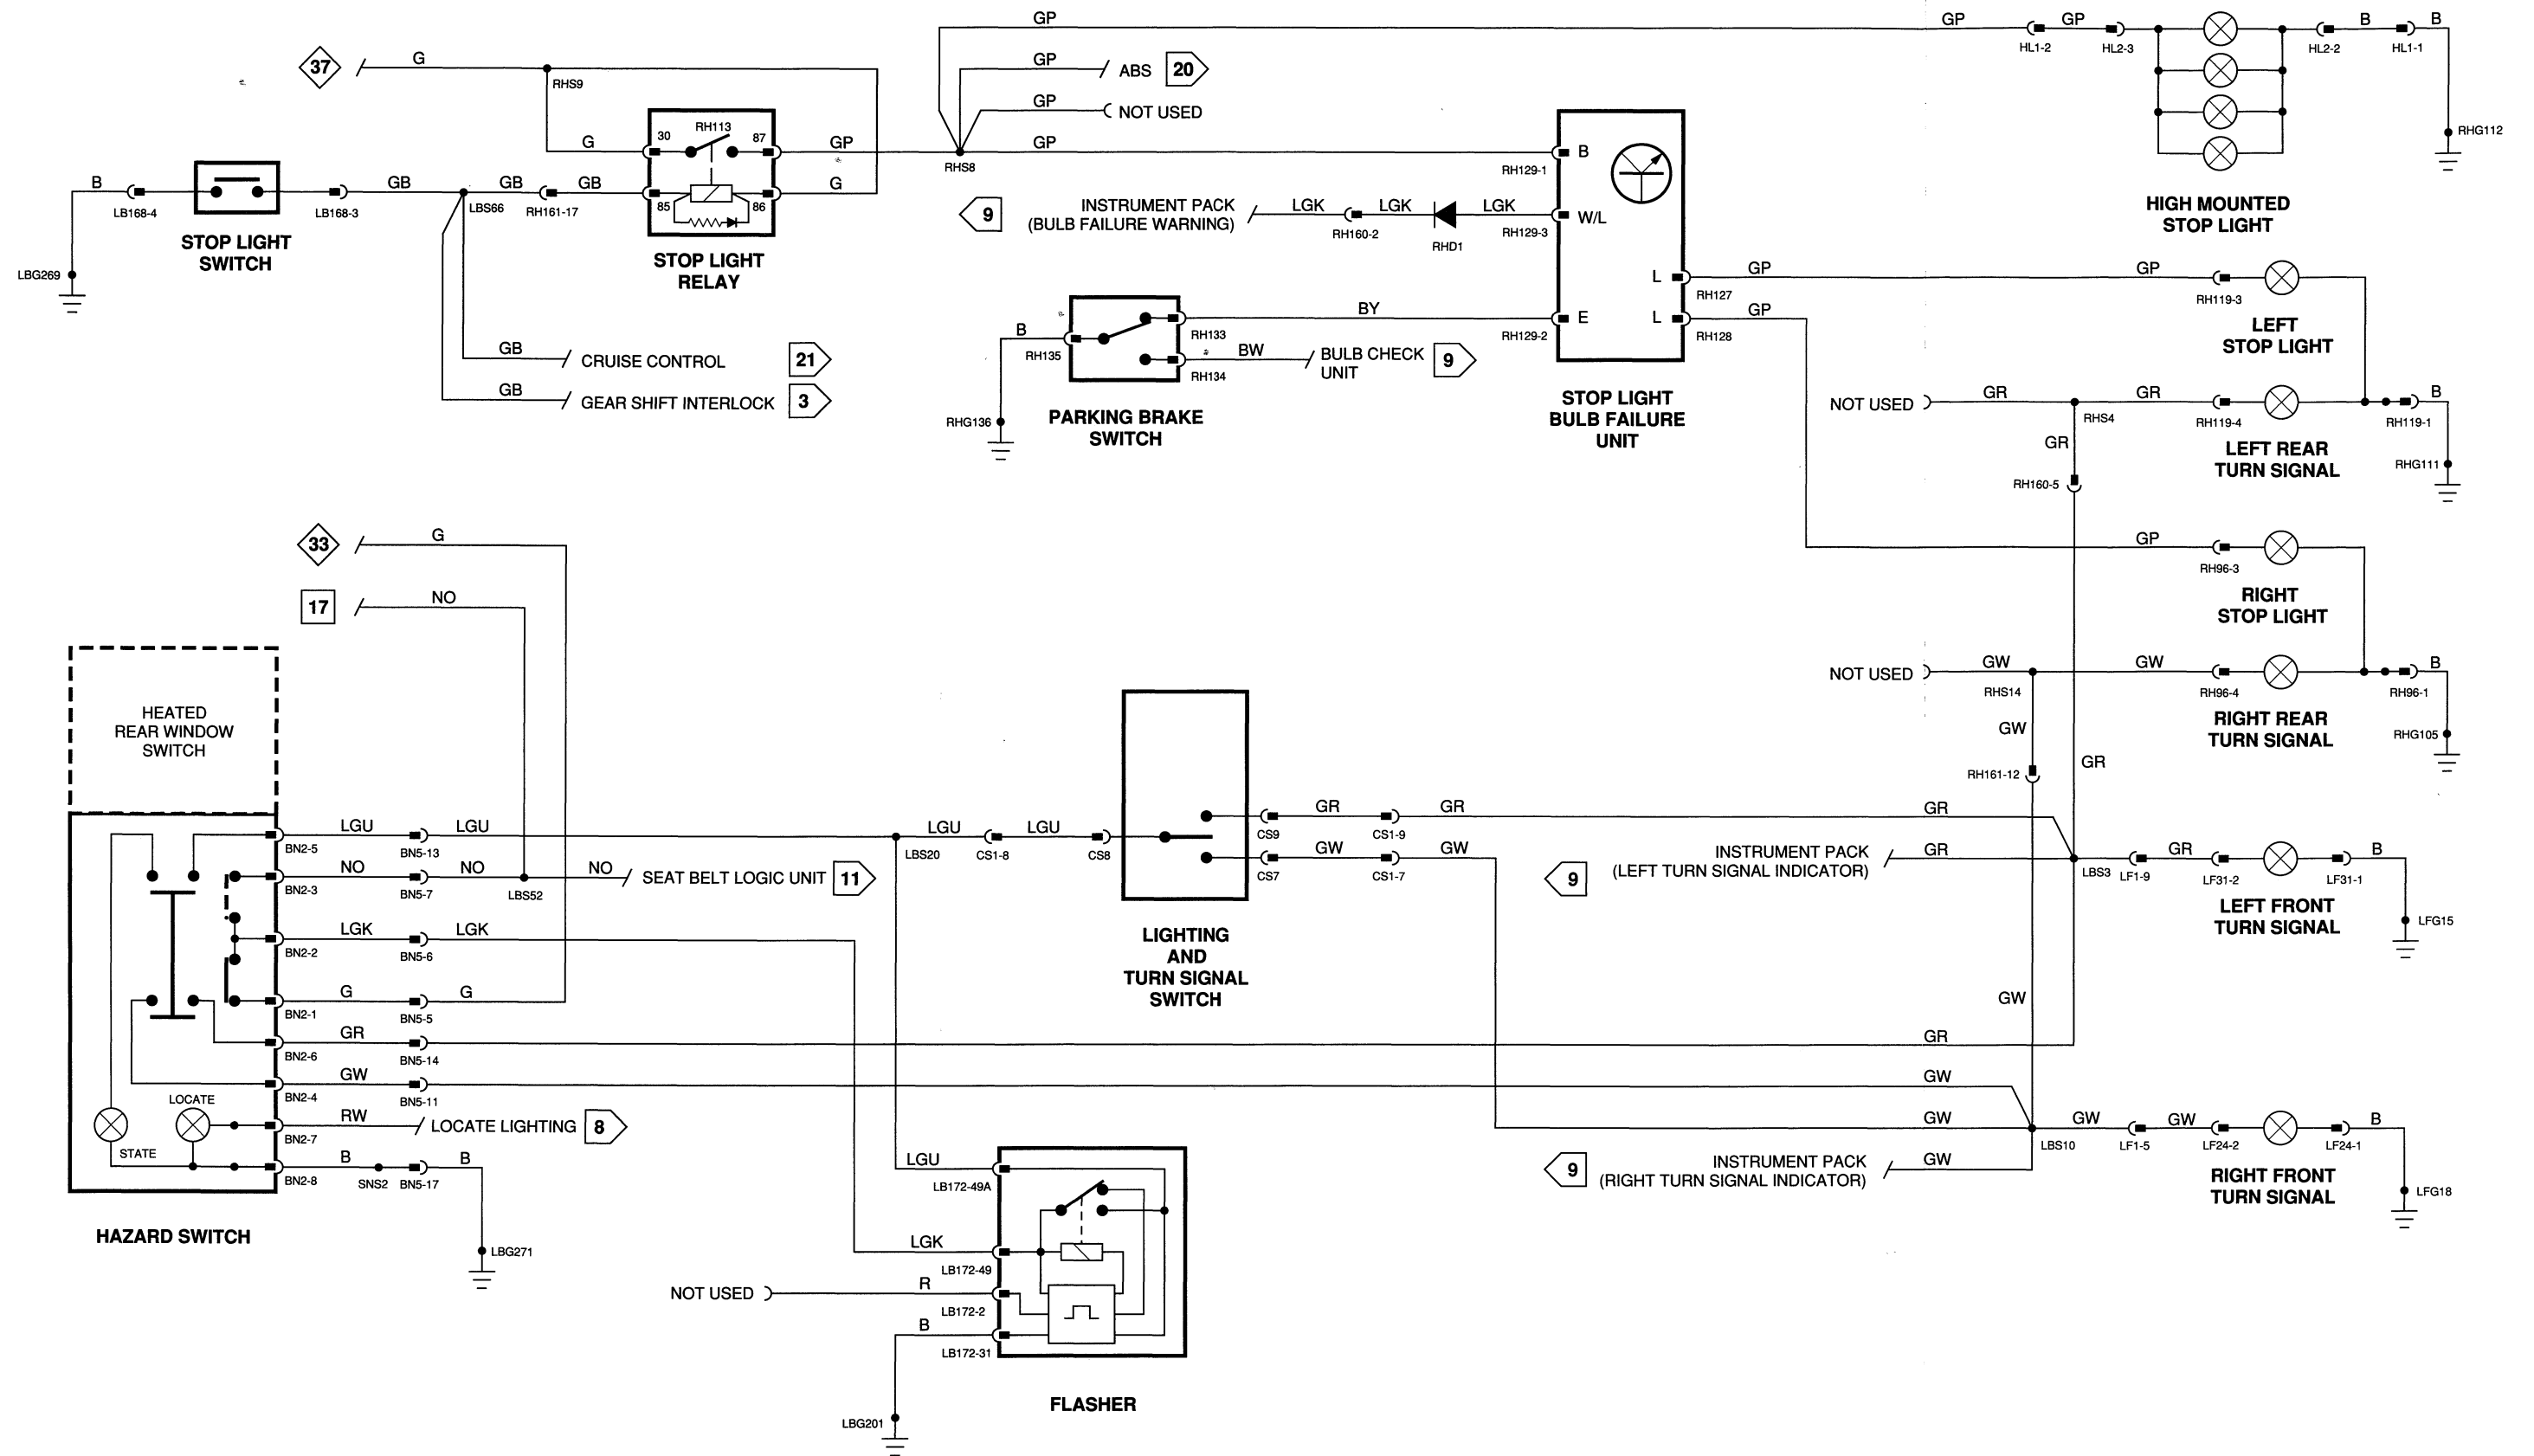 GP
GP
GP
B
B
HL1-2
HL2-3
HL2-2
HL1-1
37
G
RHS9
GP
ABS
20
GP
NOT USED
30
RH113
87
G
GP
GP
RHS8
RH129-1
B
RHG112
B
LB168-4
LB168-3
GB
LBS66
GB
RH161-17
GB
85
86
G
STOP LIGHT
SWITCH
LBG269
STOP LIGHT
RELAY
9
INSTRUMENT PACK
(BULB FAILURE WARNING)
LGK
LGK
LGK
RH160-2
RHD1
RH129-3
W/L
HIGH MOUNTED
STOP LIGHT
L
RH127
GP
GP
RH119-3
LEFT
STOP LIGHT
B
RH135
RH133
BY
RH129-2
E
L
RH128
GP
RH134
BW
BULB CHECK
UNIT
9
RHG136
PARKING BRAKE
SWITCH
STOP LIGHT
BULB FAILURE
UNIT
GB
CRUISE CONTROL
21
GB
GEAR SHIFT INTERLOCK
3
NOT USED
GR
RHS4
GR
RH119-4
B
RH119-1
GR
RH160-5
LEFT REAR
TURN SIGNAL
RHG111
33
G
GP
RH96-3
RIGHT
STOP LIGHT
17
NO
NOT USED
GW
RHS14
GW
RH96-4
B
RH96-1
GW
RH161-12
RIGHT REAR
TURN SIGNAL
RHG105
GR
HEATED
REAR WINDOW
SWITCH
BN2-5
LGU
BN5-13
LGU
LBS20
LGU
CS1-8
LGU
CS8
CS9
GR
CS1-9
GR
GR
CS7
GW
CS1-7
GW
BN2-3
NO
BN5-7
NO
LBS52
NO
SEAT BELT LOGIC UNIT
11
9
INSTRUMENT PACK
(LEFT TURN SIGNAL INDICATOR)
GR
LBS3
LF1-9
GR
LF31-2
LF31-1
B
LEFT FRONT
TURN SIGNAL
LFG15
BN2-2
LGK
BN5-6
LGK
LIGHTING
AND
TURN SIGNAL
SWITCH
BN2-1
G
BN5-5
G
GW
BN2-6
GR
BN5-14
GR
BN2-4
GW
BN5-11
GW
LOCATE
STATE
BN2-7
RW
LOCATE LIGHTING
8
GW
LBS10
GW
LF1-5
GW
LF24-2
LF24-1
B
BN2-8
B
SNS2
BN5-17
B
LBG271
HAZARD SWITCH
9
INSTRUMENT PACK
(RIGHT TURN SIGNAL INDICATOR)
GW
RIGHT FRONT
TURN SIGNAL
LFG18
LGU
LB172-49A
LGK
LB172-49
NOT USED
R
LB172-2
B
LB172-31
LBG201
FLASHER